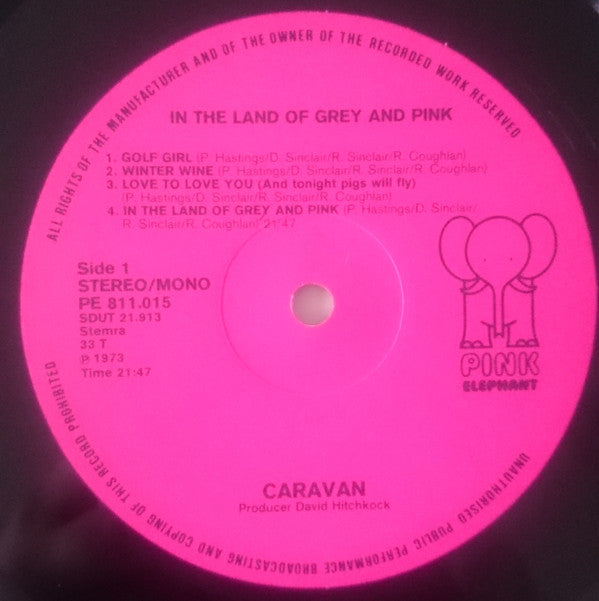 ALL RIGHTS OF THE MANUFACTURER AND OF THE OWNER OF THE RECORDED WORK RESERVED
IN THE LAND OF GREY AND PINK
1. GOLF GIRL (P. Hastings/D. Sinclair/R. Sinclair/R. Coughlan)
2. WINTER WINE (P. Hastings/D. Sinclair/R. Sinclair/R. Coughlan)
3. LOVE TO LOVE YOU (And tonight pigs will fly)
(P. Hastings/D. Sinclair/R. Sinclair/R. Coughlan)
4. IN THE LAND OF GREY AND PINK (P. Hastings/D. Sinclair/
R. Sinclair/R. Coughlan) 21'47
Side 1
STEREO/MONO
PE 811.015
SDUT 21.913
Stemra
33 T
℗ 1973
Time 21:47
PINK
ELEPHANT
CARAVAN
Producer David Hitchkock
UNAUTHORISED PUBLIC PERFORMANCE BROADCASTING AND COPYING OF THIS RECORD PROHIBITED